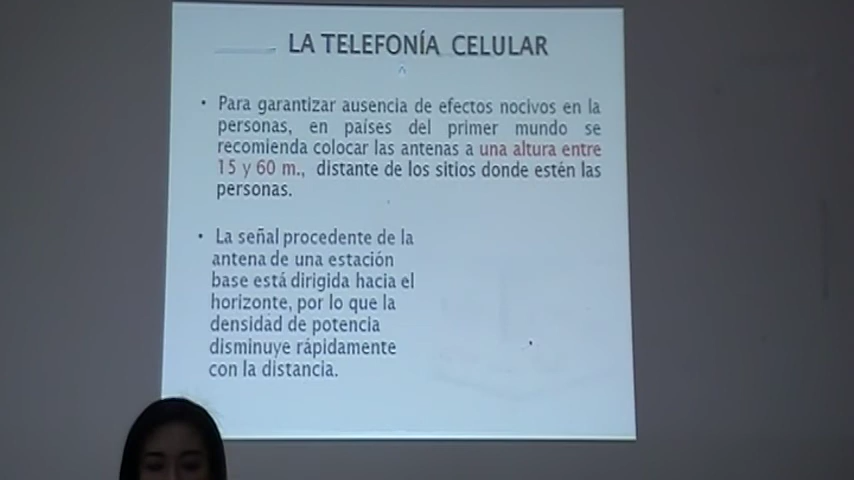 LA TELEFONÍA CELULAR
• Para garantizar ausencia de efectos nocivos en la
personas, en países del primer mundo se
recomienda colocar las antenas a una altura entre
15 y 60 m., distante de los sitios donde estén las
personas.
• La señal procedente de la
antena de una estación
base está dirigida hacia el
horizonte, por lo que la
densidad de potencia
disminuye rápidamente
con la distancia.